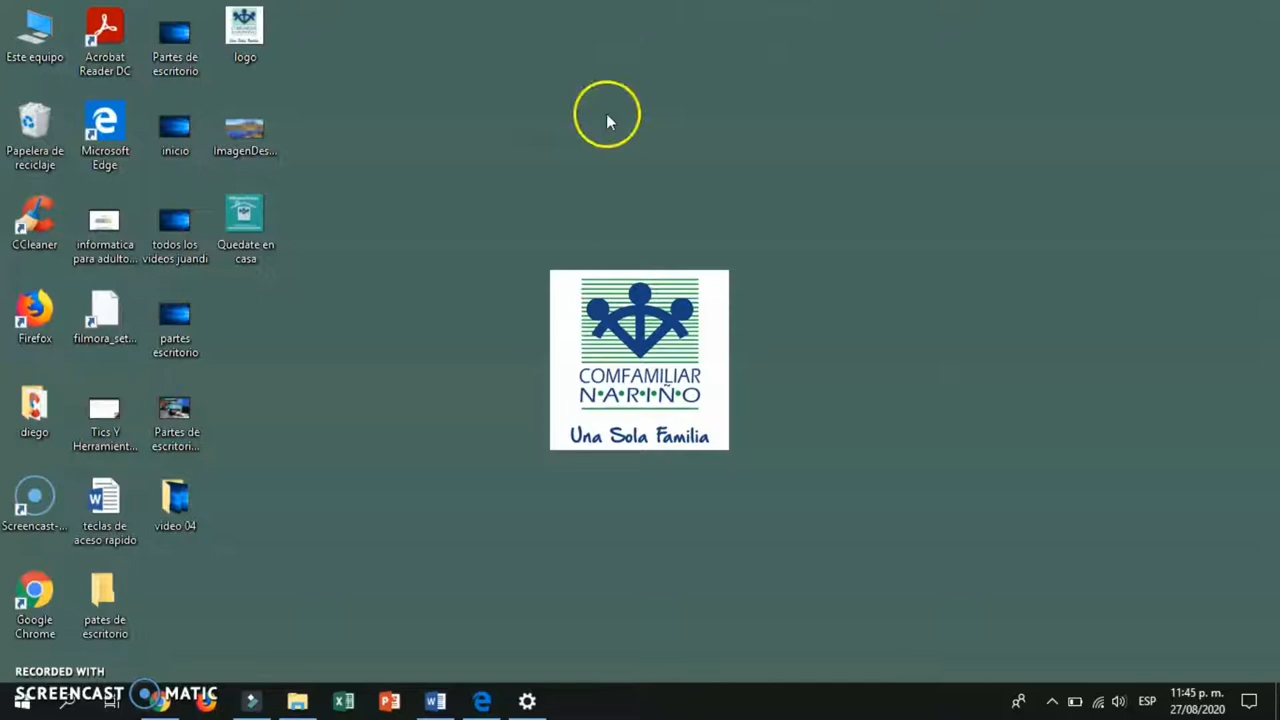 Este equipo
Acrobat
Reader DC
Partes de
escritorio
logo
Papelera de
reciclaje
Microsoft
Edge
inicio
ImagenDes...
CCleaner
informatica
para adulto...
todos los
videos juandi
Quedate en
casa
Firefox
filmora_set...
partes
escritorio
diego
Tics Y
Herramient...
Partes de
escritori...
Screencast-...
teclas de
aceso rapido
video 04
Google
Chrome
pates de
escritorio
COMFAMILIAR
N•A•R•I•Ñ•O
Una Sola Familia
RECORDED WITH
SCREENCAST MATIC
ESP
11:45 p. m.
27/08/2020